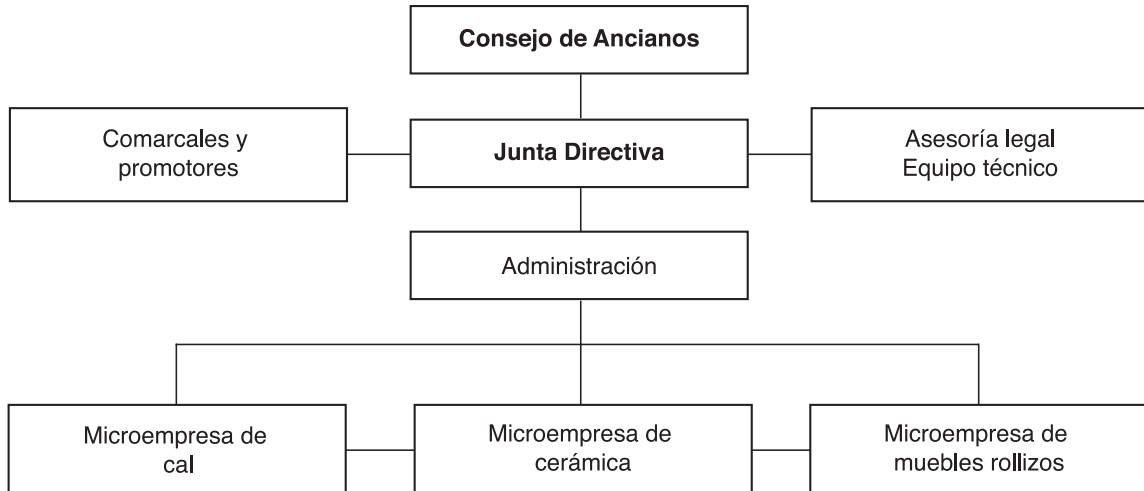 Consejo de Ancianos
Comarcales y
promotores
Junta Directiva
Asesoría legal
Equipo técnico
Administración
Microempresa de
cal
Microempresa de
cerámica
Microempresa de
muebles rollizos